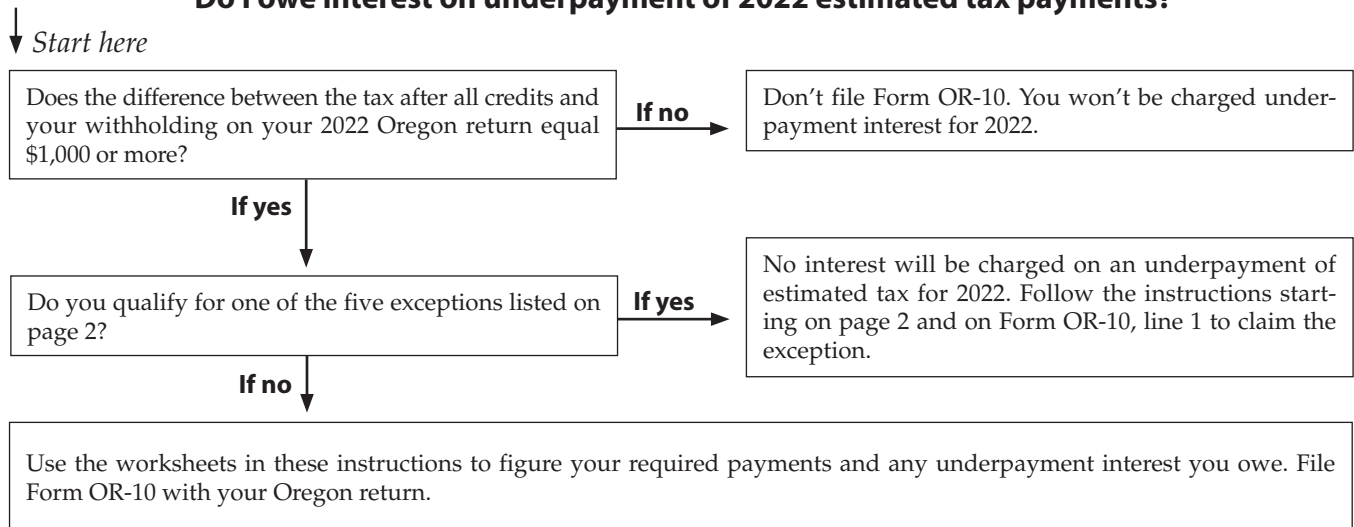 Do I owe interest on underpayment of 2022 estimated tax payments?
Start here
Does the difference between the tax after all credits and
your withholding on your 2022 Oregon return equal
$1,000 or more?
If no
Don’t file Form OR-10. You won’t be charged under-
payment interest for 2022.
If yes
Do you qualify for one of the five exceptions listed on
page 2?
If yes
No interest will be charged on an underpayment of
estimated tax for 2022. Follow the instructions start-
ing on page 2 and on Form OR-10, line 1 to claim the
exception.
If no
Use the worksheets in these instructions to figure your required payments and any underpayment interest you owe. File
Form OR-10 with your Oregon return.